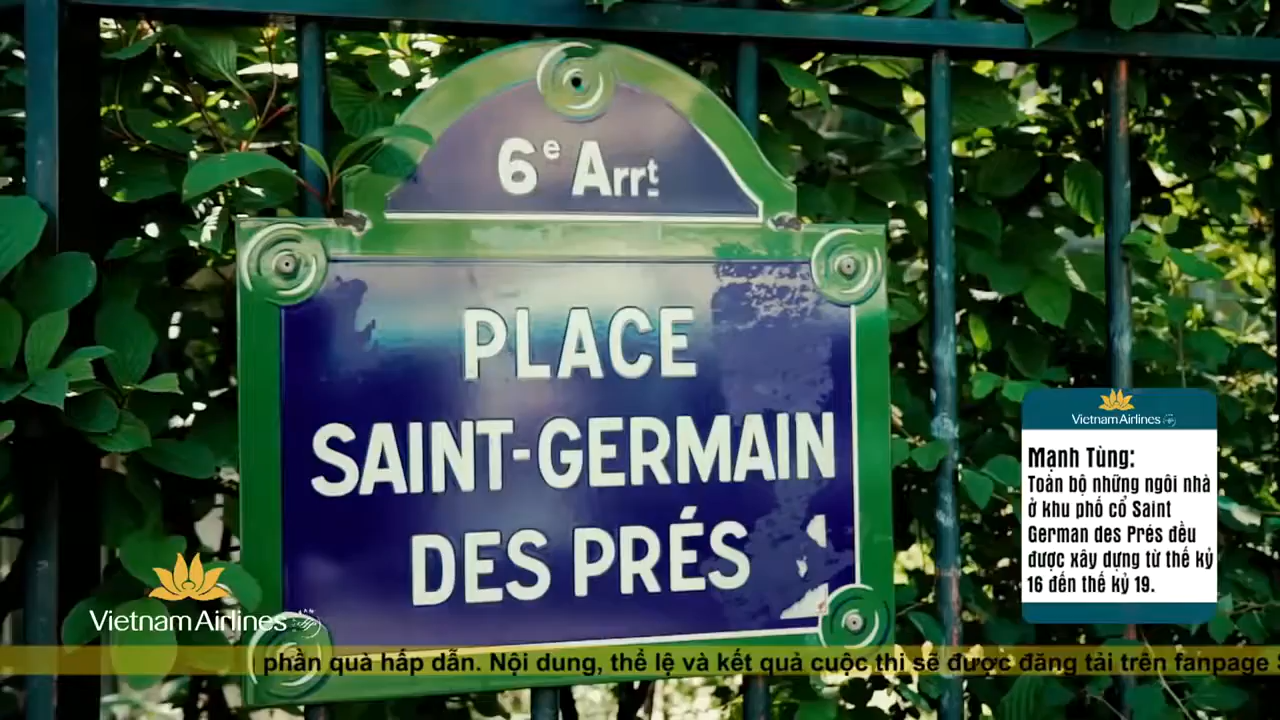 6e Arrt
PLACE
SAINT-GERMAIN
DES PRÉS
Vietnam Airlines
Mạnh Tùng:
Toàn bộ những ngôi nhà
ở khu phố cổ Saint
German des Prés đều
được xây dựng từ thế kỷ
16 đến thế kỷ 19.
Vietnam Airlines
phần quà hấp dẫn. Nội dung, thể lệ và kết quả cuộc thi sẽ được đăng tải trên fanpage